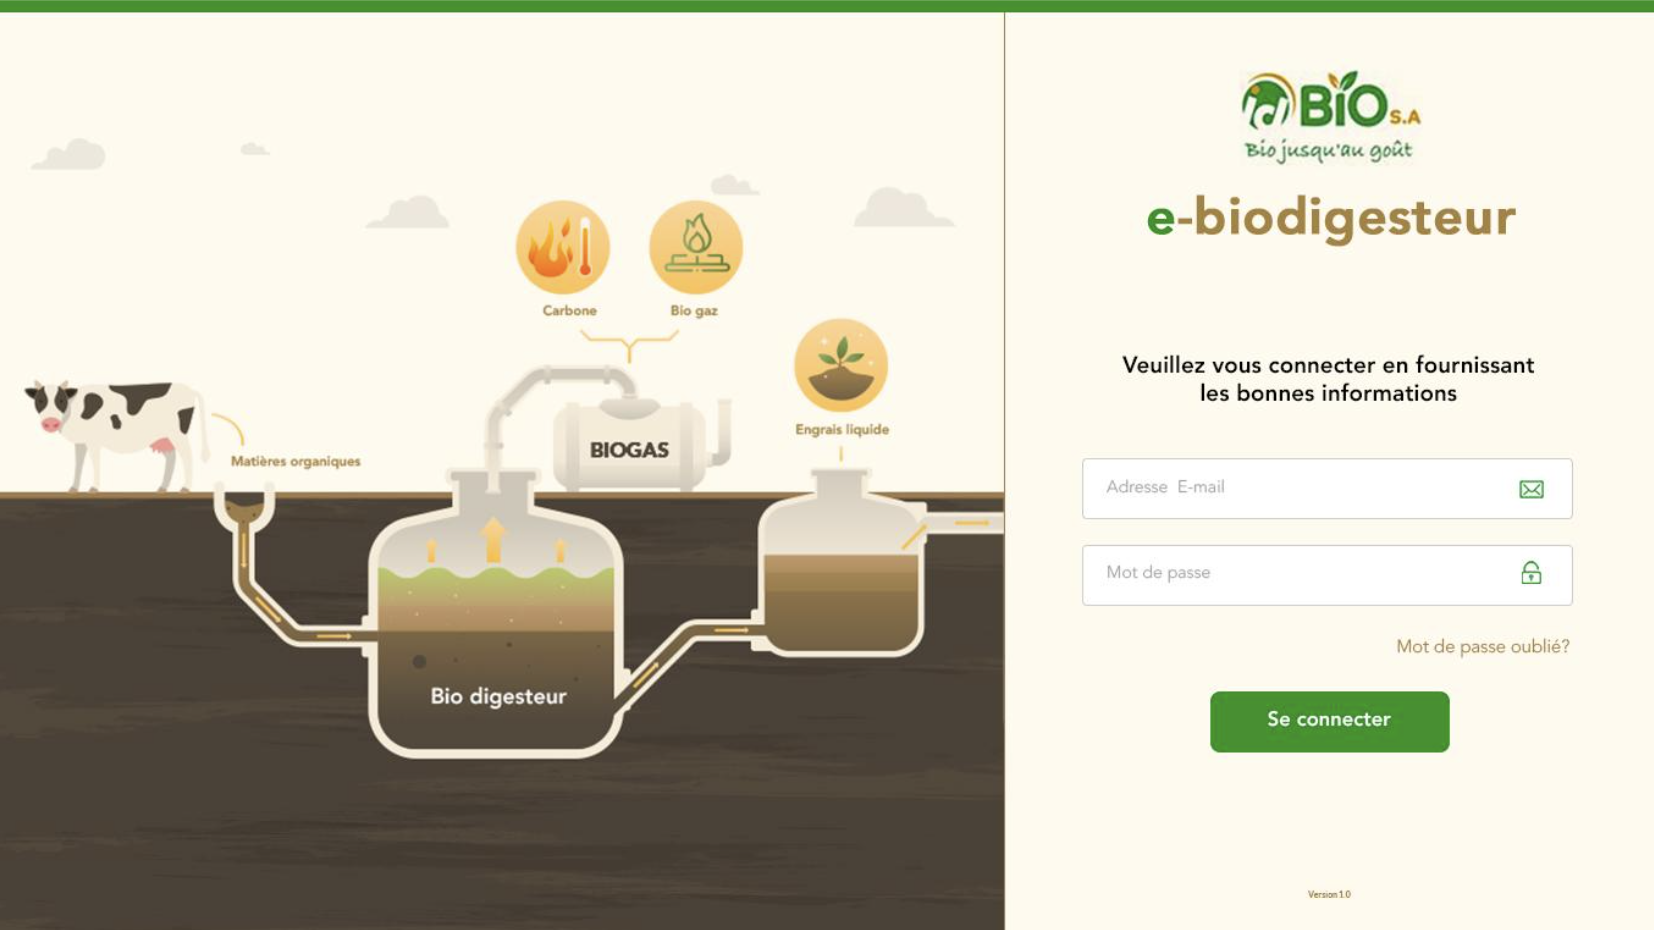 Carbone
Bio gaz
Engrais liquide
BIOGAS
Matières organiques
Bio digesteur
BIO S.A
Bio jusqu'au goût
e-biodigesteur
Veuillez vous connecter en fournissant
les bonnes informations
Adresse E-mail
Mot de passe
Mot de passe oublié?
Se connecter
Version 1.0